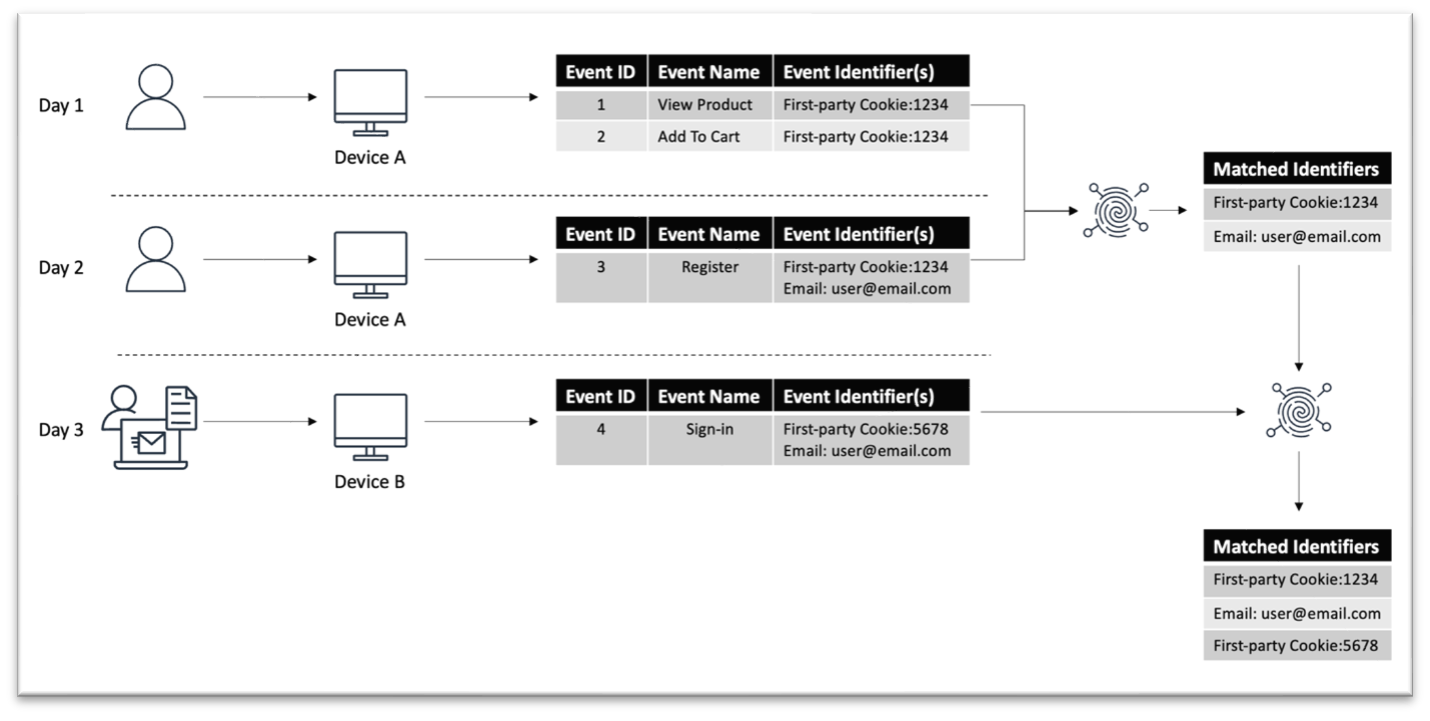 Day 1
Device A
Event ID Event Name Event Identifier(s)
1 View Product First-party Cookie:1234
2 Add To Cart First-party Cookie:1234
Matched Identifiers
First-party Cookie:1234
Email: user@email.com
Day 2
Device A
Event ID Event Name Event Identifier(s)
3 Register First-party Cookie:1234
Email: user@email.com
Day 3
Device B
Event ID Event Name Event Identifier(s)
4 Sign-in First-party Cookie:5678
Email: user@email.com
Matched Identifiers
First-party Cookie:1234
Email: user@email.com
First-party Cookie:5678